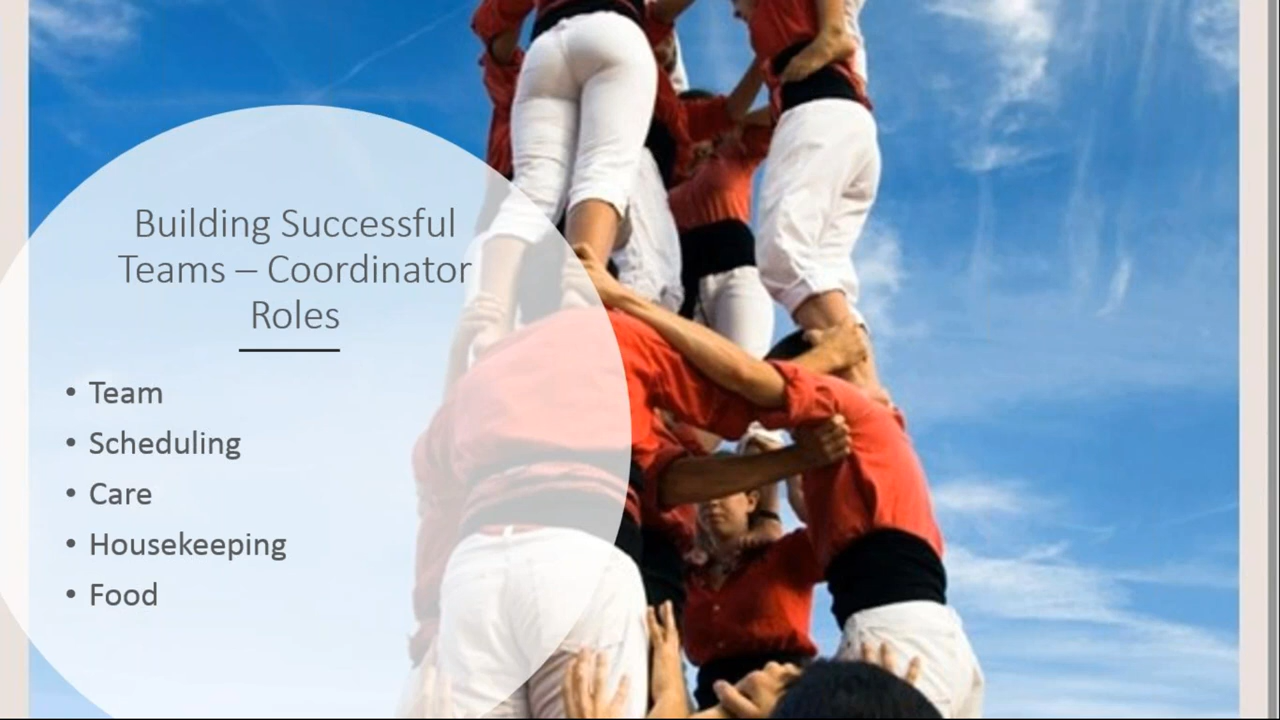 Building Successful
Teams – Coordinator
Roles
• Team
• Scheduling
• Care
• Housekeeping
• Food